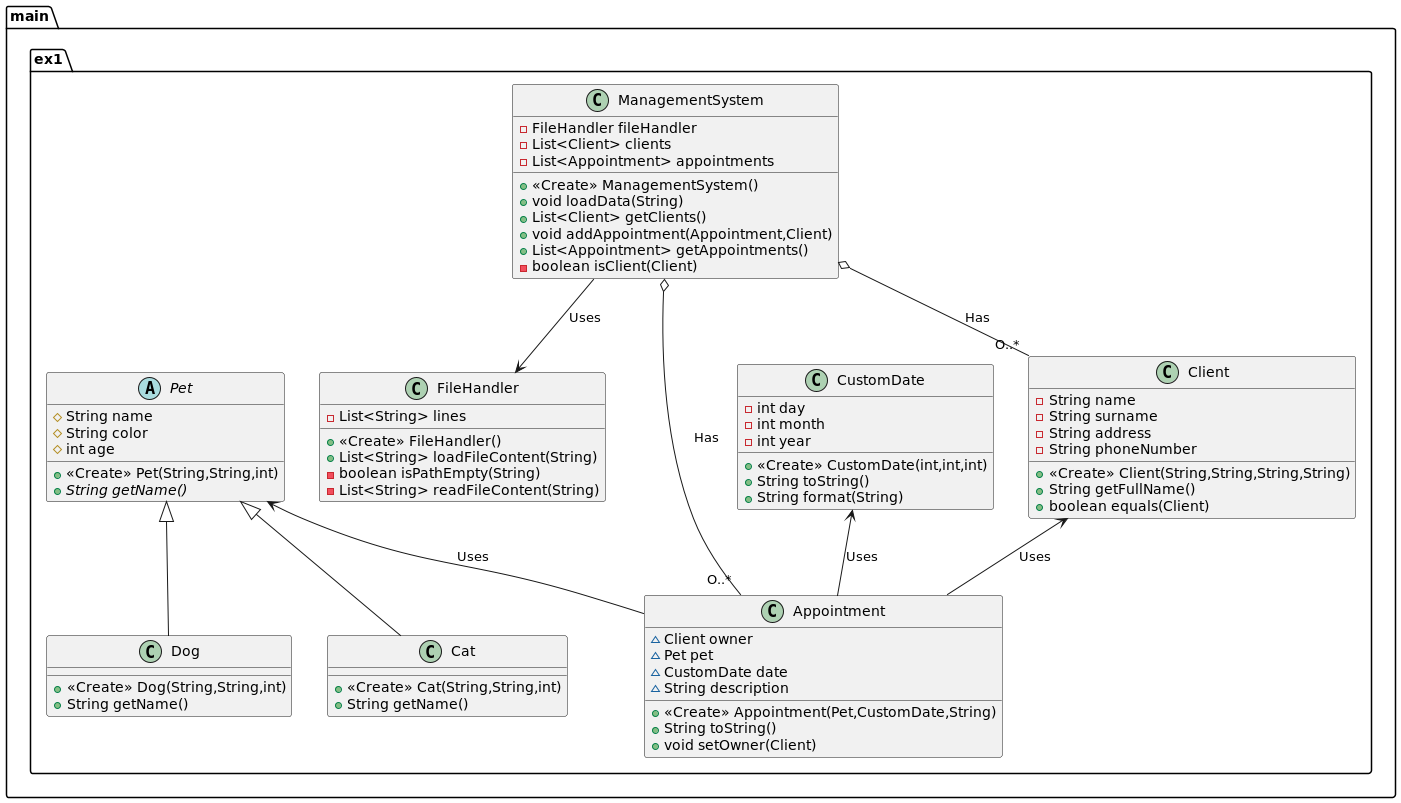 main
ex1
C ManagementSystem
FileHandler fileHandler
List<Client> clients
List<Appointment> appointments
«Create» ManagementSystem()
void loadData(String)
List<Client> getClients()
void addAppointment(Appointment,Client)
List<Appointment> getAppointments()
boolean isClient(Client)
Uses
Has
O..*
A Pet
String name
String color
int age
«Create» Pet(String,String,int)
String getName()
C FileHandler
List<String> lines
«Create» FileHandler()
List<String> loadFileContent(String)
boolean isPathEmpty(String)
List<String> readFileContent(String)
Has
O..*
C CustomDate
int day
int month
int year
«Create» CustomDate(int,int,int)
String toString()
String format(String)
C Client
String name
String surname
String address
String phoneNumber
«Create» Client(String,String,String,String)
String getFullName()
boolean equals(Client)
Uses
Uses
Uses
C Dog
«Create» Dog(String,String,int)
String getName()
C Cat
«Create» Cat(String,String,int)
String getName()
C Appointment
Client owner
Pet pet
CustomDate date
String description
«Create» Appointment(Pet,CustomDate,String)
String toString()
void setOwner(Client)